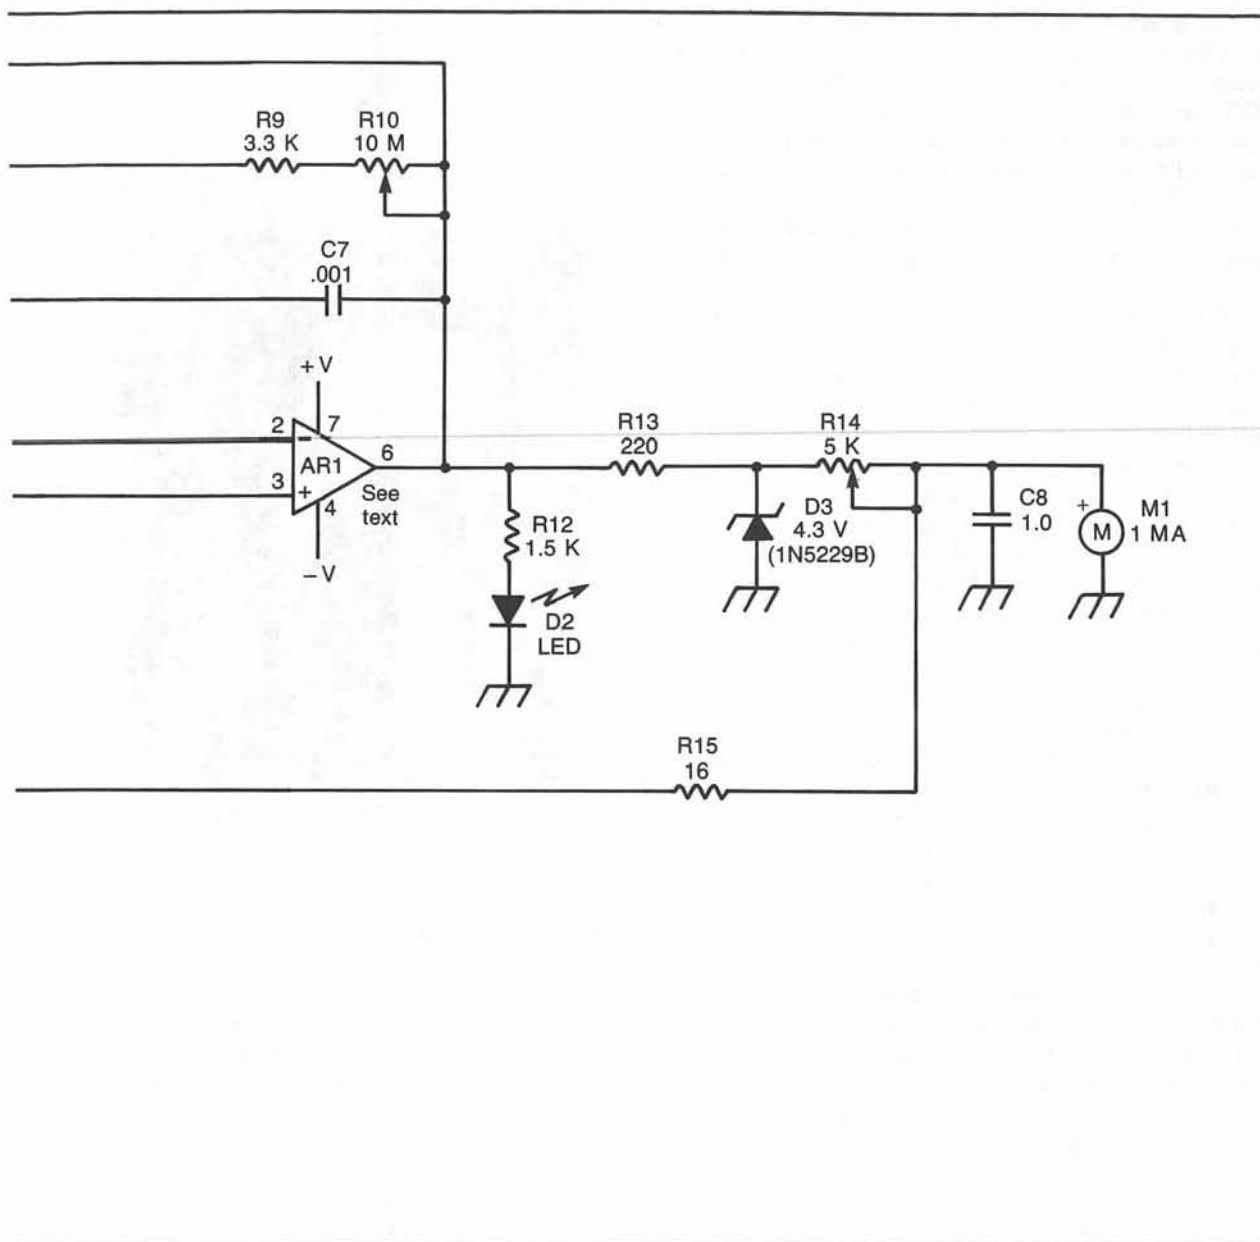 R9
3.3 K
R10
10 M
C7
.001
+ V
2
7
–
AR1
6
3
+
4
See
text
– V
R12
1.5 K
D2
LED
R13
220
D3
4.3 V
(1N5229B)
R14
5 K
C8
1.0
+
M
M1
1 MA
R15
16